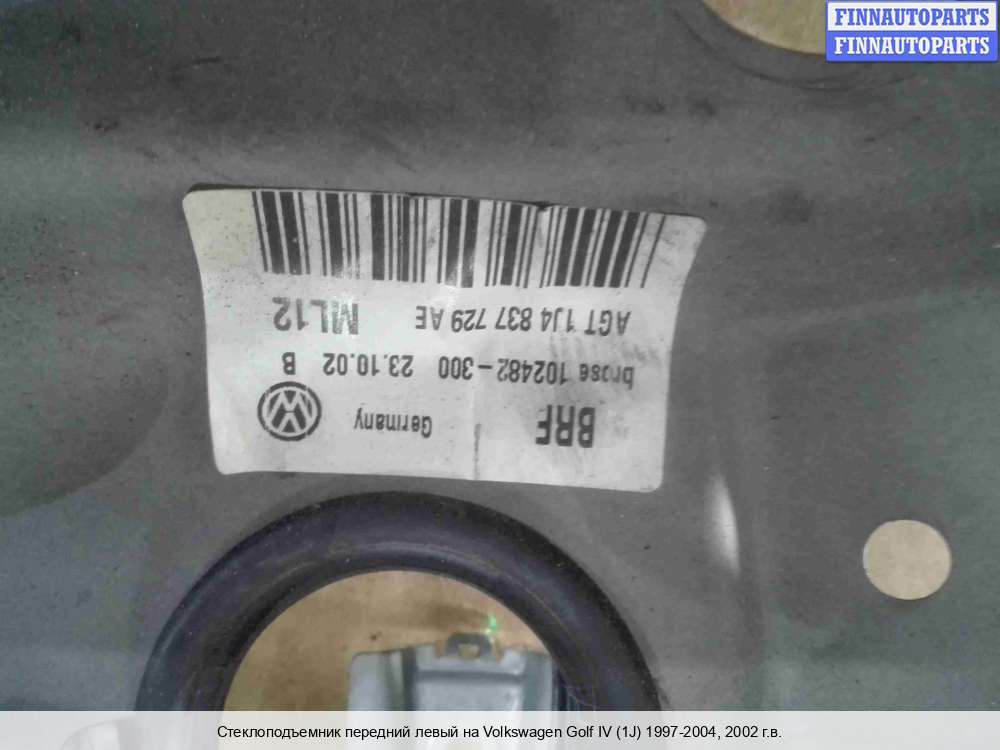 FINNAUTOPARTS
FINNAUTOPARTS
BRF Germany
brose 102482-300 23.10.02 B
AGT 1J4 837 729 AE ML12
Стеклоподъемник передний левый на Volkswagen Golf IV (1J) 1997-2004, 2002 г.в.